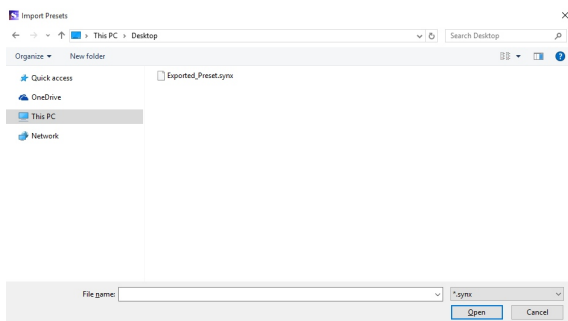 Import Presets
This PC > Desktop
Search Desktop
Organize
New folder
Quick access
Exported_Preset.synx
OneDrive
This PC
Network
File name:
*.synx
Open
Cancel